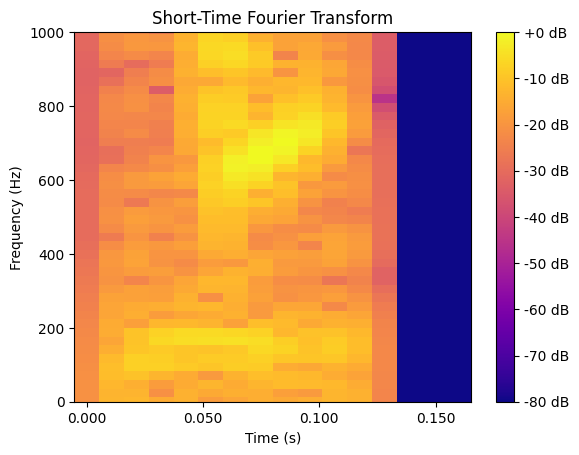 Short-Time Fourier Transform
1000
800
600
400
200
0
Frequency (Hz)
0.000
0.050
0.100
0.150
Time (s)
+0 dB
-10 dB
-20 dB
-30 dB
-40 dB
-50 dB
-60 dB
-70 dB
-80 dB